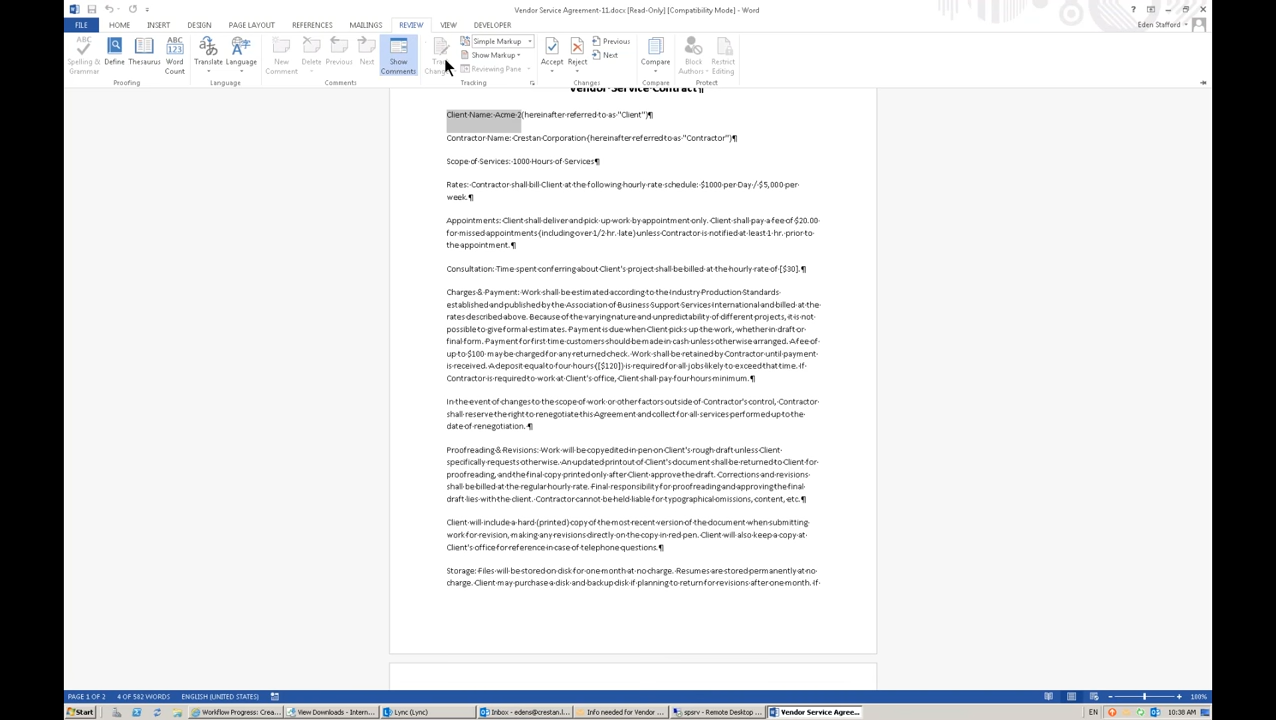 Vendor Service Agreement-11.docx [Read-Only] [Compatibility Mode] - Word
FILE HOME INSERT DESIGN PAGE LAYOUT REFERENCES MAILINGS REVIEW VIEW DEVELOPER Eden Stafford
Spelling & Grammar Define Thesaurus Word Count Translate Language New Comment Delete Previous Next Show Comments Track Changes Simple Markup Show Markup Reviewing Pane Accept Reject Previous Next Compare Block Authors Restrict Editing
Proofing Language Comments Tracking Changes Compare Protect
Vendor·Service·Contract¶
Client·Name:·Acme·2(hereinafter·referred·to·as·"Client")¶
Contractor·Name:·Crestan·Corporation·(hereinafter·referred·to·as·"Contractor")¶
Scope·of·Services:·1000·Hours·of·Services¶
Rates:·Contractor·shall·bill·Client·at·the·following·hourly·rate·schedule:·$1000·per·Day·/·$5,000·per·
week.¶
Appointments:·Client·shall·deliver·and·pick·up·work·by·appointment·only.·Client·shall·pay·a·fee·of·$20.00·
for·missed·appointments·(including·over·1/2·hr.·late)·unless·Contractor·is·notified·at·least·1·hr.·prior·to·
the·appointment.¶
Consultation:·Time·spent·conferring·about·Client's·project·shall·be·billed·at·the·hourly·rate·of·[$30].¶
Charges·&·Payment:·Work·shall·be·estimated·according·to·the·Industry·Production·Standards·
established·and·published·by·the·Association·of·Business·Support·Services·International·and·billed·at·the·
rates·described·above.·Because·of·the·varying·nature·and·unpredictability·of·different·projects,·it·is·not·
possible·to·give·formal·estimates.·Payment·is·due·when·Client·picks·up·the·work,·whether·in·draft·or·
final·form.·Payment·for·first·time·customers·should·be·made·in·cash·unless·otherwise·arranged.·A·fee·of·
up·to·$100·may·be·charged·for·any·returned·check.·Work·shall·be·retained·by·Contractor·until·payment·
is·received.·A·deposit·equal·to·four·hours·([$120])·is·required·for·all·jobs·likely·to·exceed·that·time.·If·
Contractor·is·required·to·work·at·Client's·office,·Client·shall·pay·four·hours·minimum.¶
In·the·event·of·changes·to·the·scope·of·work·or·other·factors·outside·of·Contractor's·control,·Contractor·
shall·reserve·the·right·to·renegotiate·this·Agreement·and·collect·for·all·services·performed·up·to·the·
date·of·renegotiation.·¶
Proofreading·&·Revisions:·Work·will·be·copyedited·in·pen·on·Client's·rough·draft·unless·Client·
specifically·requests·otherwise.·An·updated·printout·of·Client's·document·shall·be·returned·to·Client·for·
proofreading,·and·the·final·copy·printed·only·after·Client·approve·the·draft.·Corrections·and·revisions·
shall·be·billed·at·the·regular·hourly·rate.·Final·responsibility·for·proofreading·and·approving·the·final·
draft·lies·with·the·client.·Contractor·cannot·be·held·liable·for·typographical·omissions,·content,·etc.¶
Client·will·include·a·hard·(printed)·copy·of·the·most·recent·version·of·the·document·when·submitting·
work·for·revision,·making·any·revisions·directly·on·the·copy·in·red·pen.·Client·will·also·keep·a·copy·at·
Client's·office·for·reference·in·case·of·telephone·questions.¶
Storage:·Files·will·be·stored·on·disk·for·one·month·at·no·charge.·Resumes·are·stored·permanently·at·no·
charge.·Client·may·purchase·a·disk·and·backup·disk·if·planning·to·return·for·revisions·after·one·month.·If·
PAGE 1 OF 2 4 OF 582 WORDS ENGLISH (UNITED STATES) 100%
Start Workflow Progress: Crea... View Downloads - Intern... Lync (Lync) Inbox - edens@crestan.l... Info needed for Vendor ... spsrv - Remote Desktop ... Vendor Service Agree... EN 10:38 AM